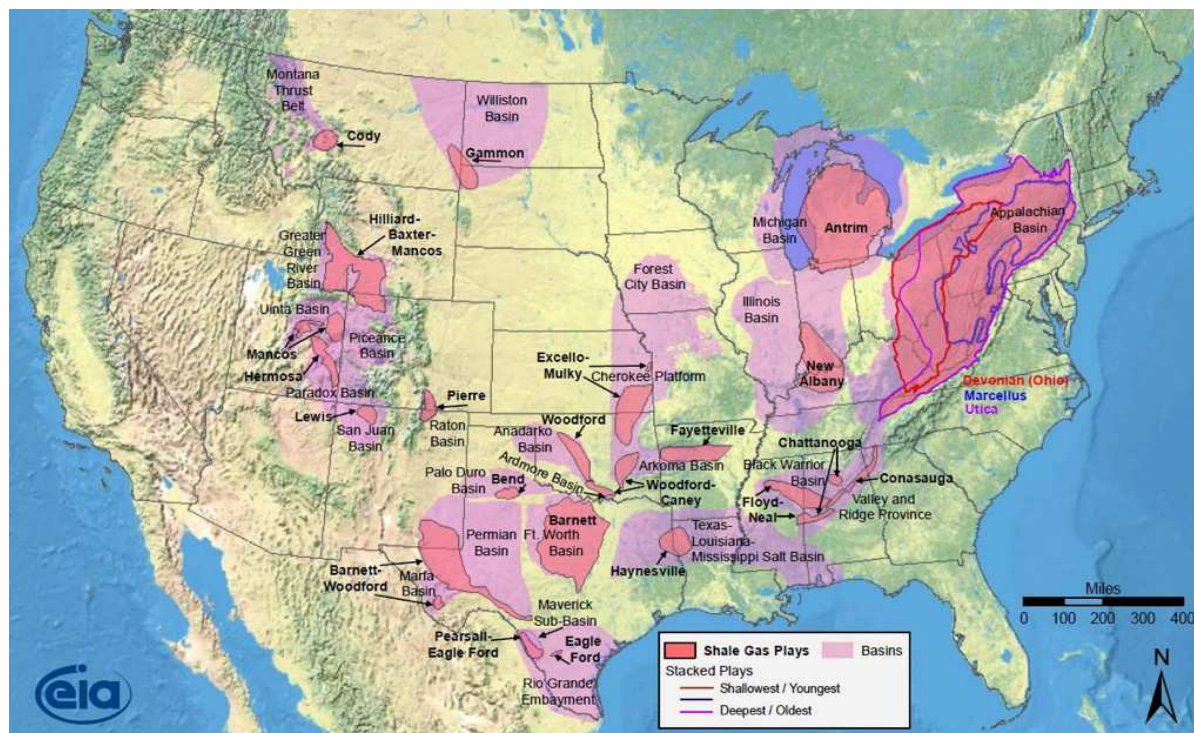 Montana
Thrust
Belt
Cody
Williston
Basin
Gammon
Hilliard-
Baxter-
Mancos
Greater
Green
River
Basin
Uinta Basin
Mancos
Piceance
Basin
Hermosa
Paradox Basin
Lewis
San Juan
Basin
Pierre
Raton
Basin
Michigan
Basin
Antrim
Appalachian
Basin
Forest
City Basin
Illinois
Basin
New
Albany
Excello-
Mulky
Cherokee Platform
Devonian (Ohio)
Marcellus
Utica
Woodford
Anadarko
Basin
Fayetteville
Arkoma Basin
Chattanooga
Black Warrior
Basin
Conasauga
Valley and
Ridge Province
Floyd-
Neal
Palo Duro
Basin
Bend
Ardmore Basin
Woodford-
Caney
Permian
Basin
Barnett
Ft. Worth
Basin
Texas-
Louisiana-
Mississippi Salt Basin
Haynesville
Barnett-
Woodford
Marfa
Basin
Maverick
Sub-Basin
Pearsall-
Eagle Ford
Eagle
Ford
Rio Grande
Embayment
Miles
0 100 200 300 400
N
Shale Gas Plays
Basins
Stacked Plays
Shallowest / Youngest
Deepest / Oldest
eia